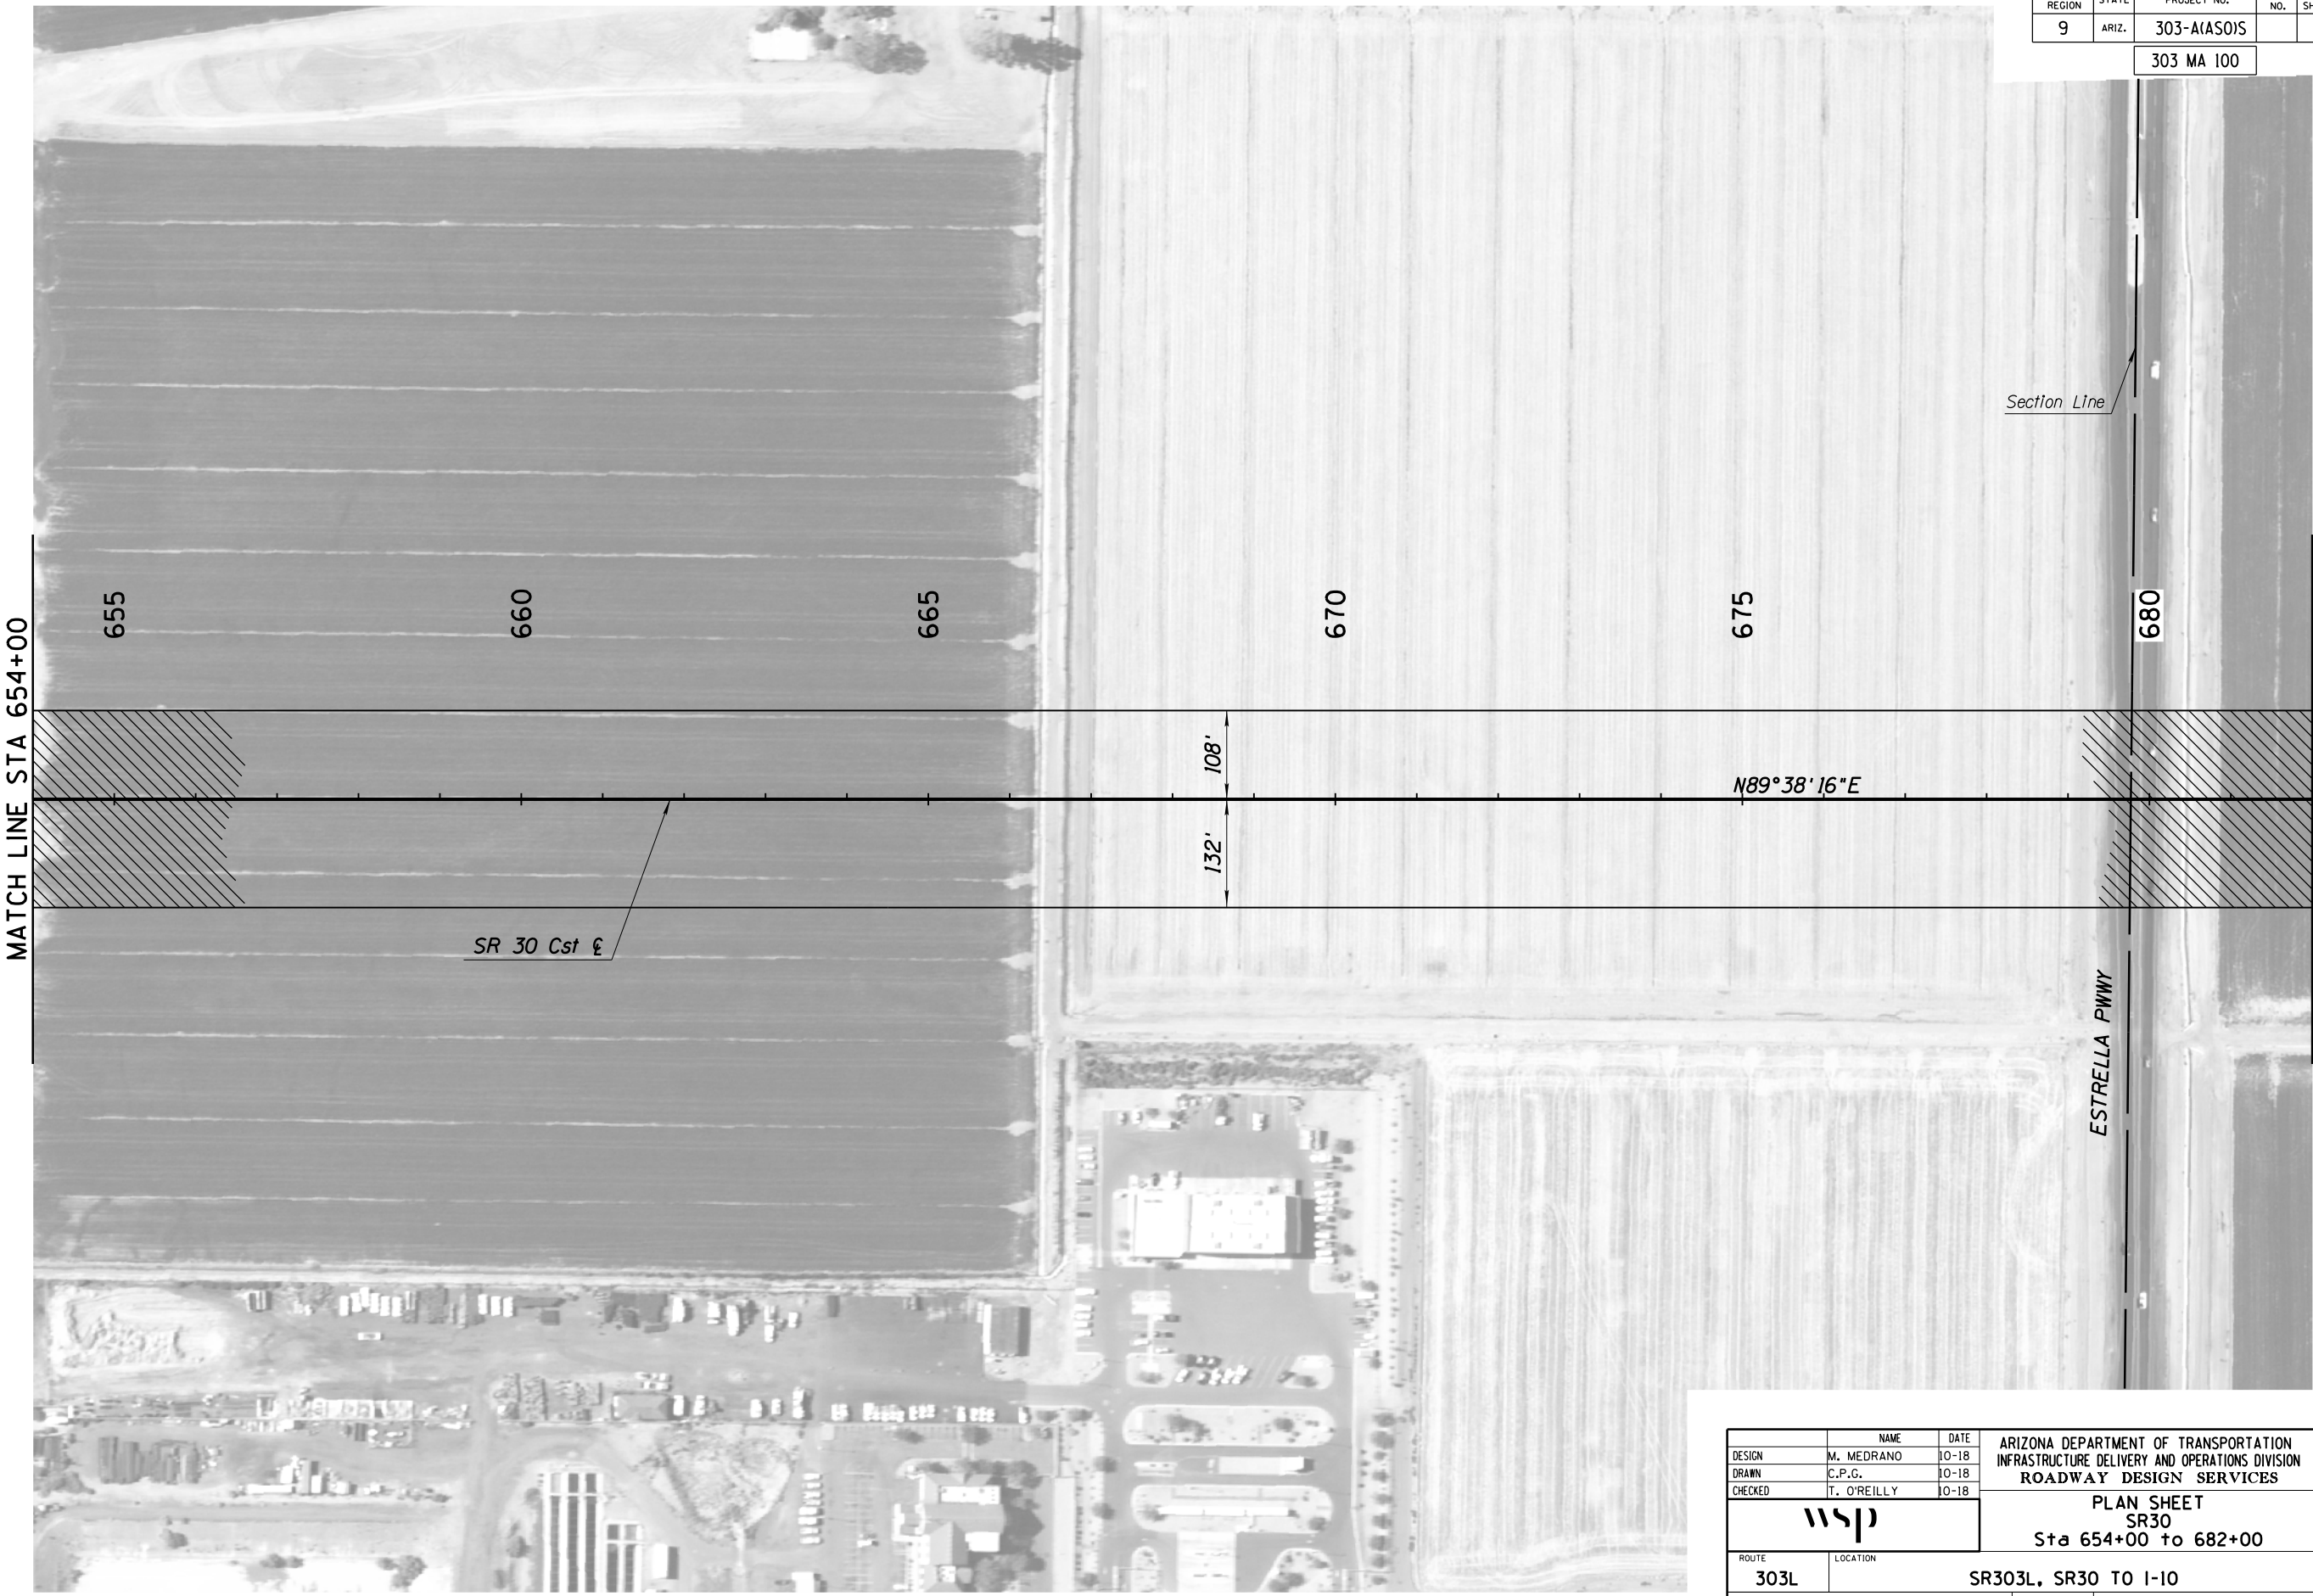 REGION STATE PROJECT NO. NO.
9 ARIZ. 303-A(ASO)S
303 MA 100
Section Line
655 660 665 670 675 680
MATCH LINE STA 654+00
108'
N89°38'16"E
132'
SR 30 Cst ℄
ESTRELLA PWWY
NAME DATE
DESIGN M. MEDRANO 10-18
DRAWN C.P.G. 10-18
CHECKED T. O'REILLY 10-18
ARIZONA DEPARTMENT OF TRANSPORTATION
INFRASTRUCTURE DELIVERY AND OPERATIONS DIVISION
ROADWAY DESIGN SERVICES
wsp
PLAN SHEET
SR30
Sta 654+00 to 682+00
ROUTE LOCATION
303L SR303L, SR30 TO I-10